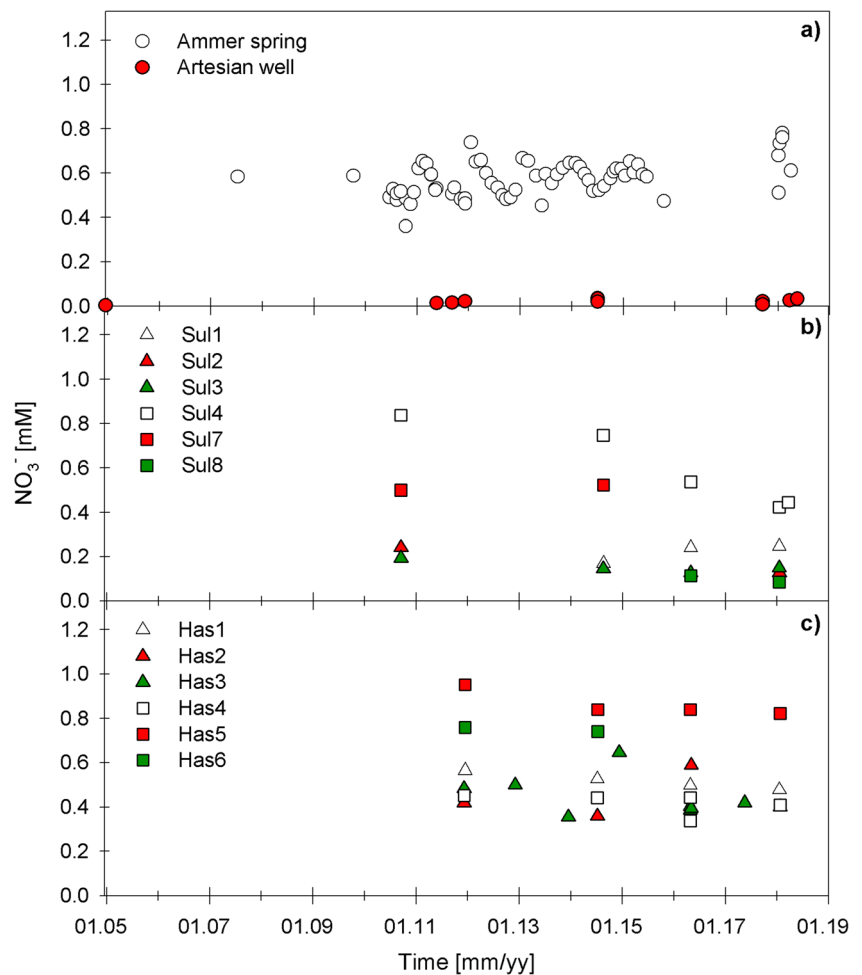 a)
1.2
Ammer spring
Artesian well
1.0
0.8
0.6
0.4
0.2
0.0
b)
1.2
Sul1
Sul2
1.0
Sul3
0.8
Sul4
Sul7
0.6
Sul8
0.4
0.2
0.0
NO₃⁻ [mM]
c)
1.2
Has1
Has2
1.0
Has3
0.8
Has4
Has5
0.6
Has6
0.4
0.2
0.0
01.05 01.07 01.09 01.11 01.13 01.15 01.17 01.19
Time [mm/yy]